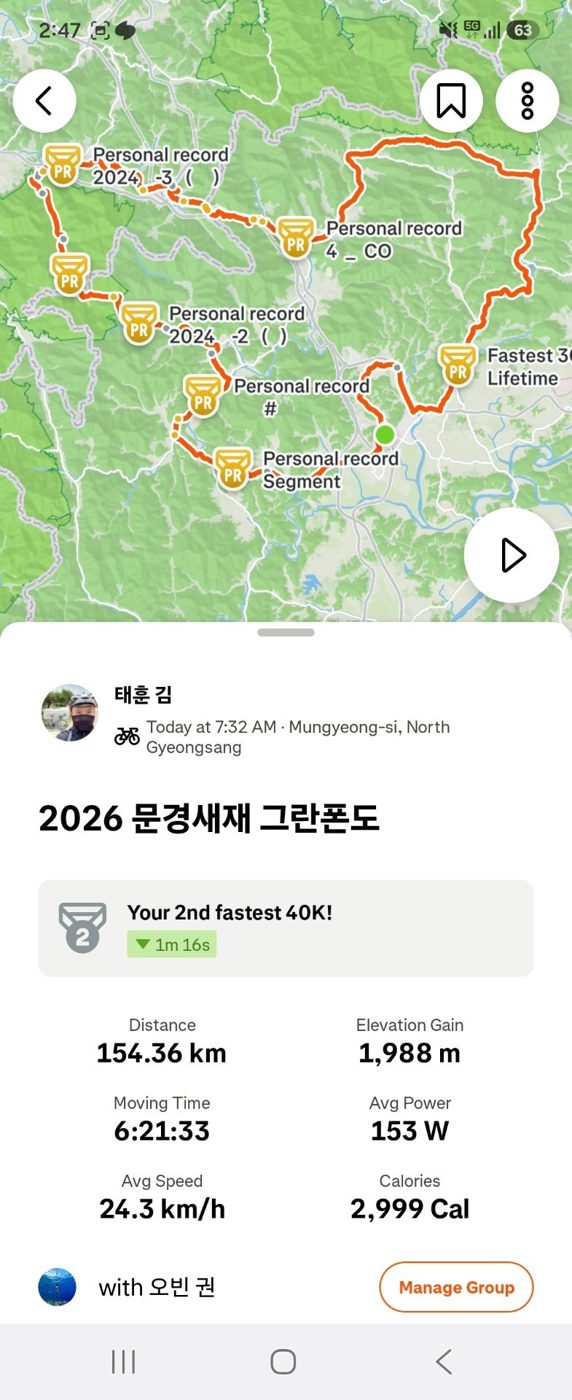 2:47
5G
63
Personal record
2024 -3 ( )
PR
Personal record
4 _ CO
PR
PR
Personal record
2024 -2 ( )
PR
Fastest 30
Lifetime
PR
Personal record
#
PR
Personal record
Segment
PR
태훈 김
Today at 7:32 AM · Mungyeong-si, North
Gyeongsang
2026 문경새재 그란폰도
Your 2nd fastest 40K!
2
1m 16s
Distance
Elevation Gain
154.36 km
1,988 m
Moving Time
Avg Power
6:21:33
153 W
Avg Speed
Calories
24.3 km/h
2,999 Cal
with 오빈 권
Manage Group